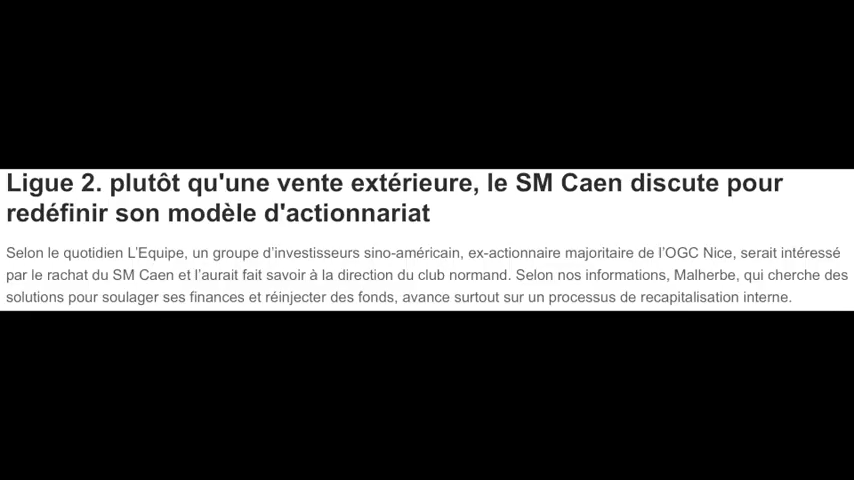 Ligue 2. plutôt qu'une vente extérieure, le SM Caen discute pour
redéfinir son modèle d'actionnariat
Selon le quotidien L’Equipe, un groupe d’investisseurs sino-américain, ex-actionnaire majoritaire de l’OGC Nice, serait intéressé
par le rachat du SM Caen et l’aurait fait savoir à la direction du club normand. Selon nos informations, Malherbe, qui cherche des
solutions pour soulager ses finances et réinjecter des fonds, avance surtout sur un processus de recapitalisation interne.